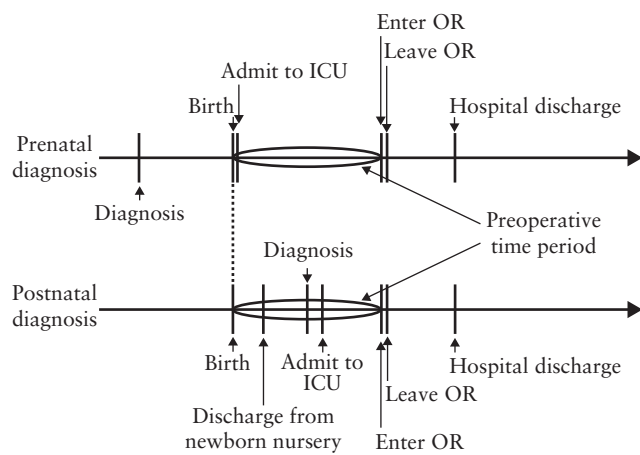 Enter OR
Leave OR
Admit to ICU
Birth
Hospital discharge
Prenatal
diagnosis
Diagnosis
Preoperative
time period
Diagnosis
Postnatal
diagnosis
Birth
Admit to
ICU
Hospital discharge
Leave OR
Discharge from
newborn nursery
Enter OR